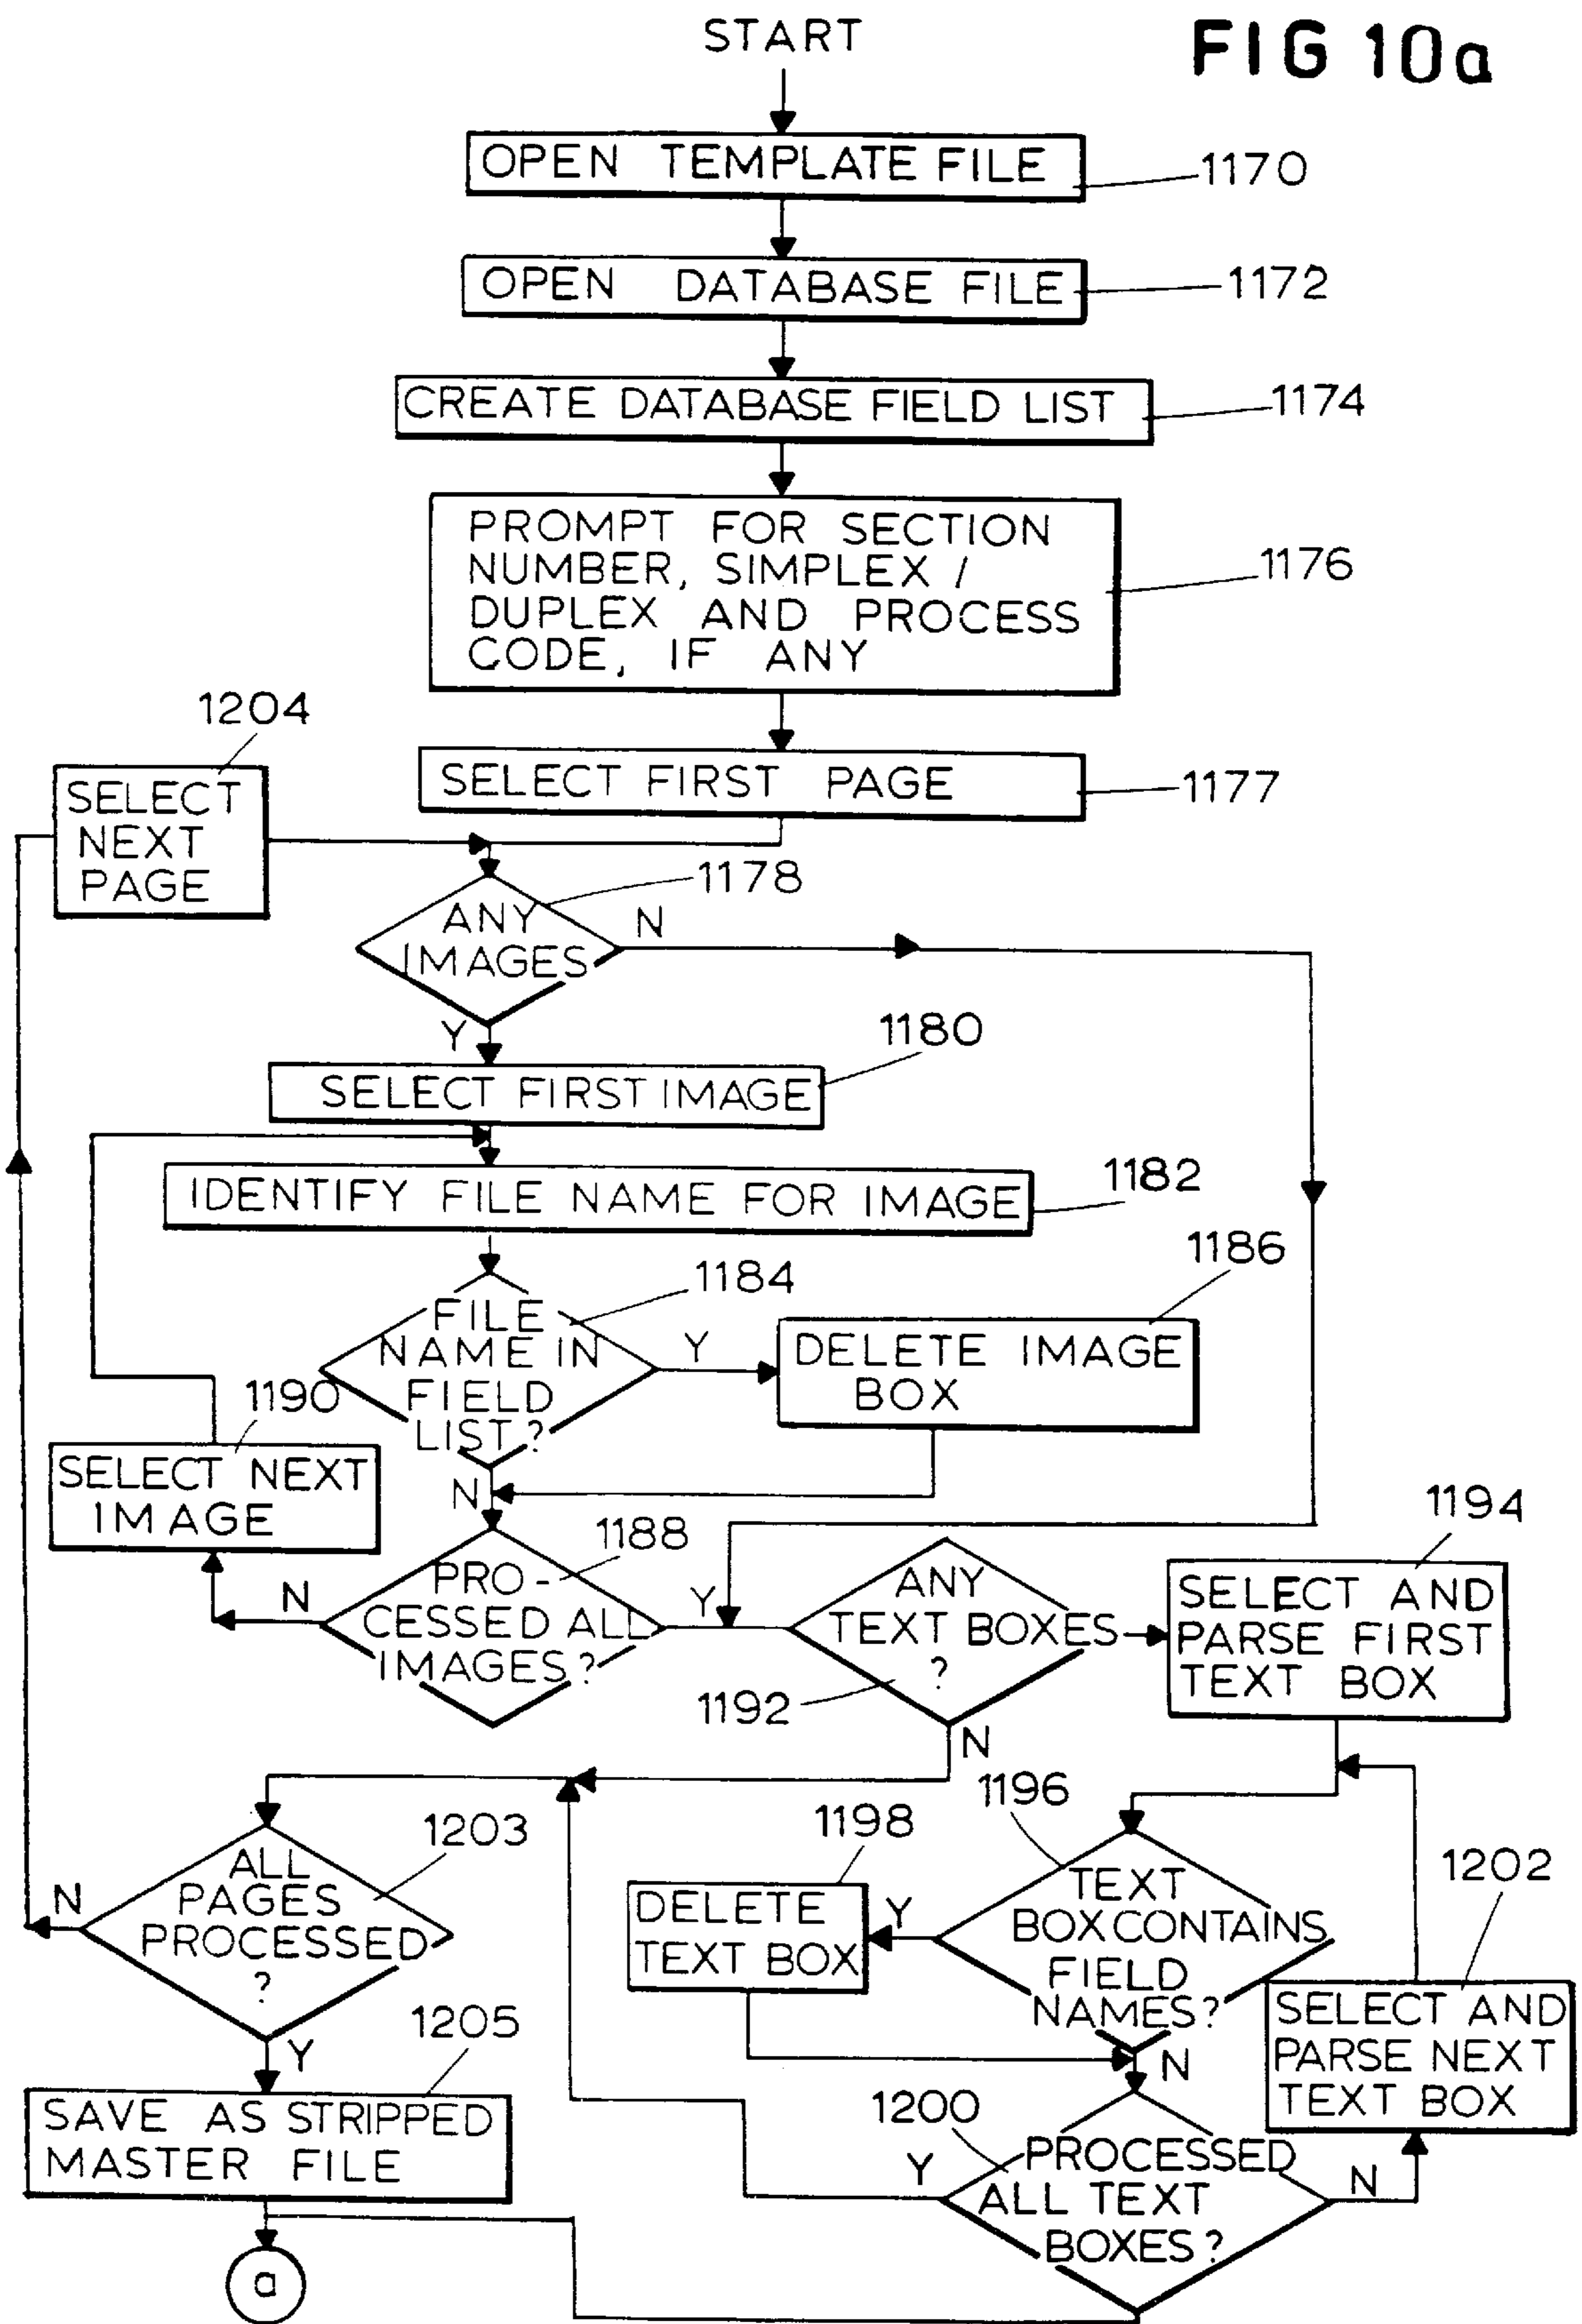 START
FIG 10a
OPEN TEMPLATE FILE
1170
OPEN DATABASE FILE
1172
CREATE DATABASE FIELD LIST
1174
PROMPT FOR SECTION
NUMBER, SIMPLEX /
DUPLEX AND PROCESS
CODE, IF ANY
1176
1204
SELECT
NEXT
PAGE
SELECT FIRST PAGE
1177
1178
ANY
IMAGES
N
Y
1180
SELECT FIRST IMAGE
IDENTIFY FILE NAME FOR IMAGE
1182
1184
FILE
NAME IN
FIELD
LIST?
Y
1186
DELETE IMAGE
BOX
N
1190
SELECT NEXT
IMAGE
1188
PRO-
CESSED ALL
IMAGES?
N
Y
ANY
TEXT BOXES
?
1192
N
1194
SELECT AND
PARSE FIRST
TEXT BOX
1196
TEXT
BOX CONTAINS
FIELD
NAMES?
Y
N
1198
DELETE
TEXT BOX
1202
SELECT AND
PARSE NEXT
TEXT BOX
1203
ALL
PAGES
PROCESSED
?
N
Y
1205
SAVE AS STRIPPED
MASTER FILE
1200
PROCESSED
ALL TEXT
BOXES?
Y
N
a